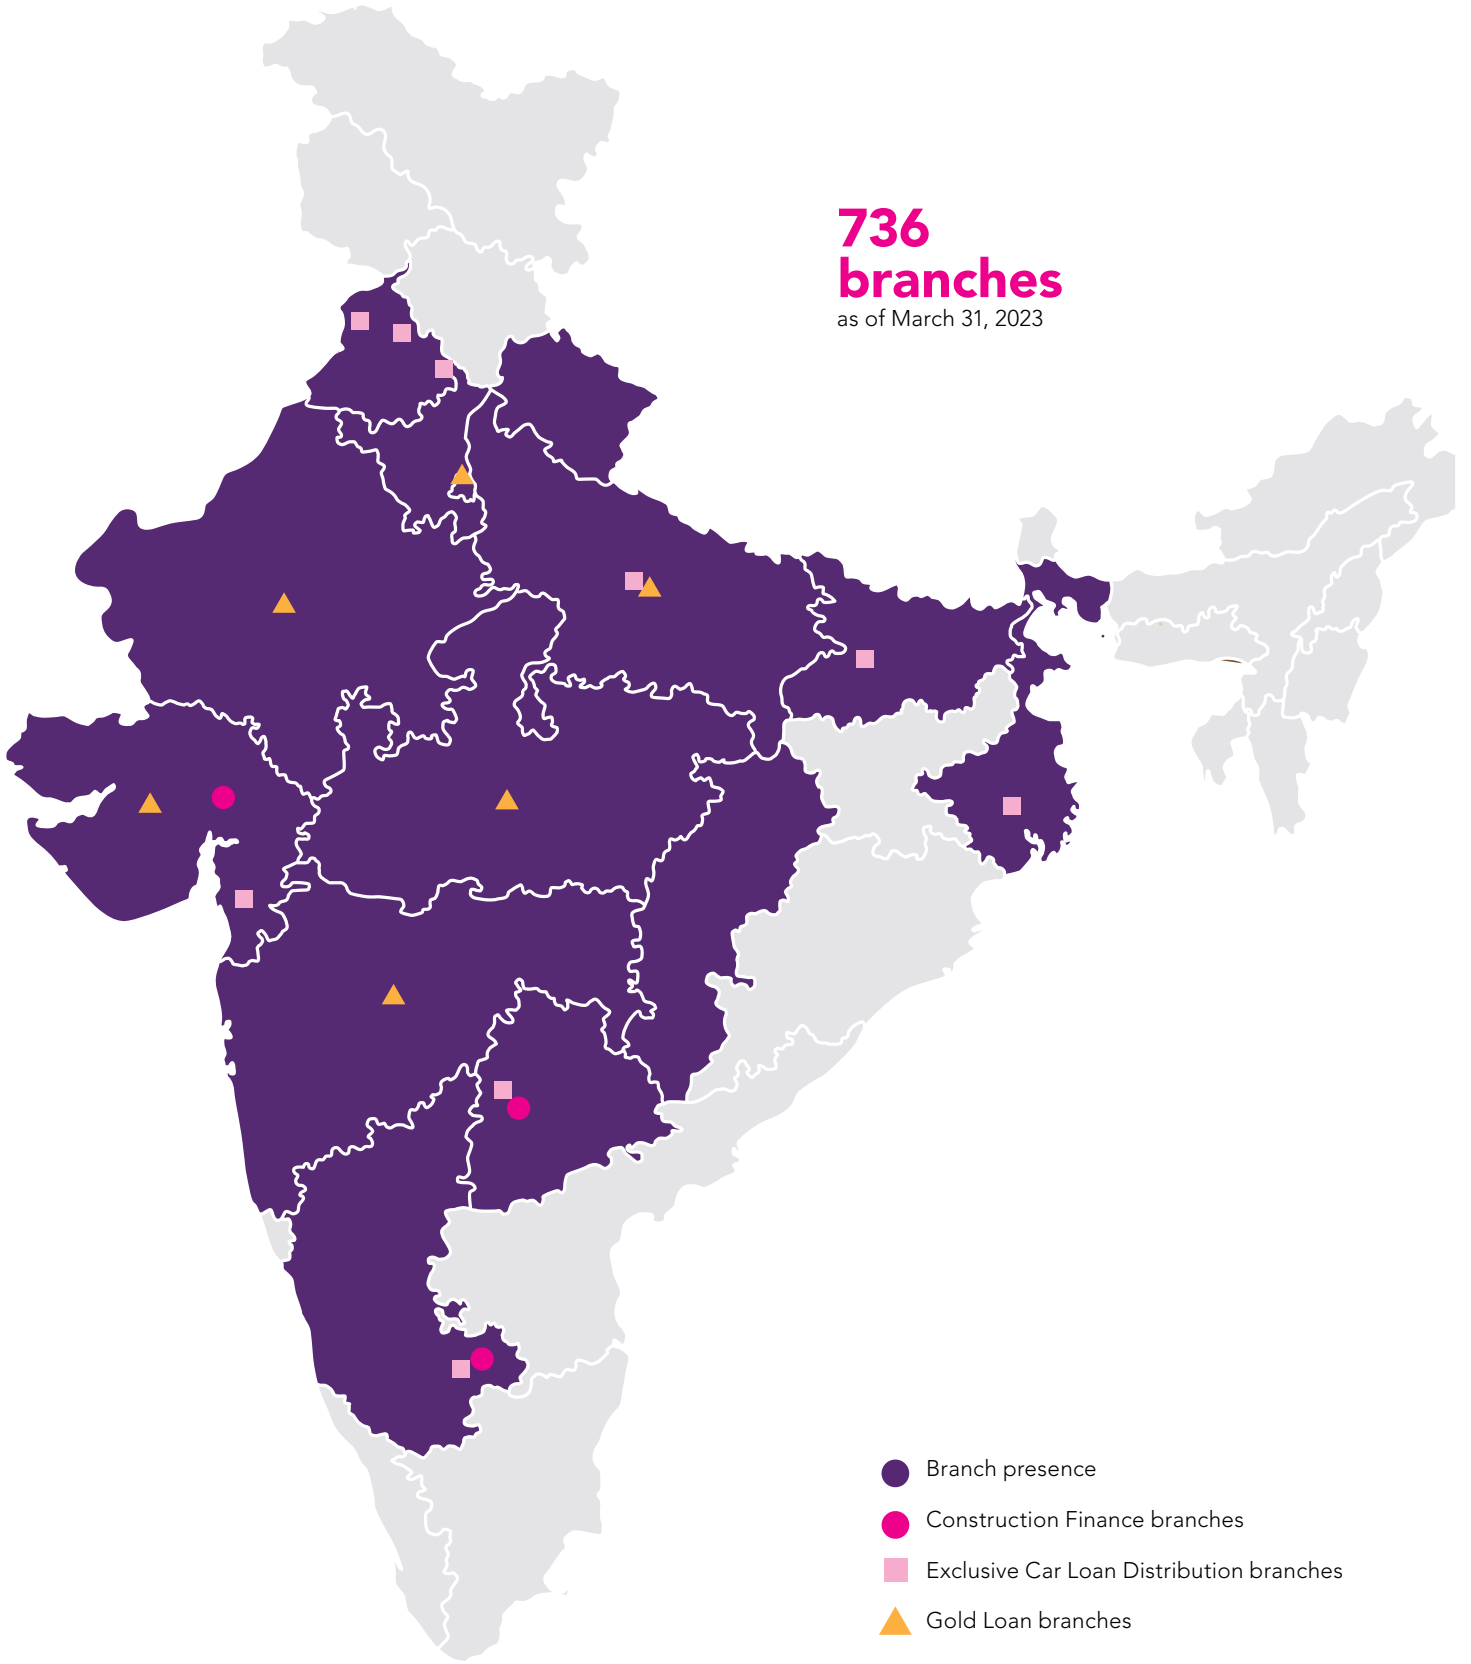 736
branches
as of March 31, 2023
Branch presence
Construction Finance branches
Exclusive Car Loan Distribution branches
Gold Loan branches